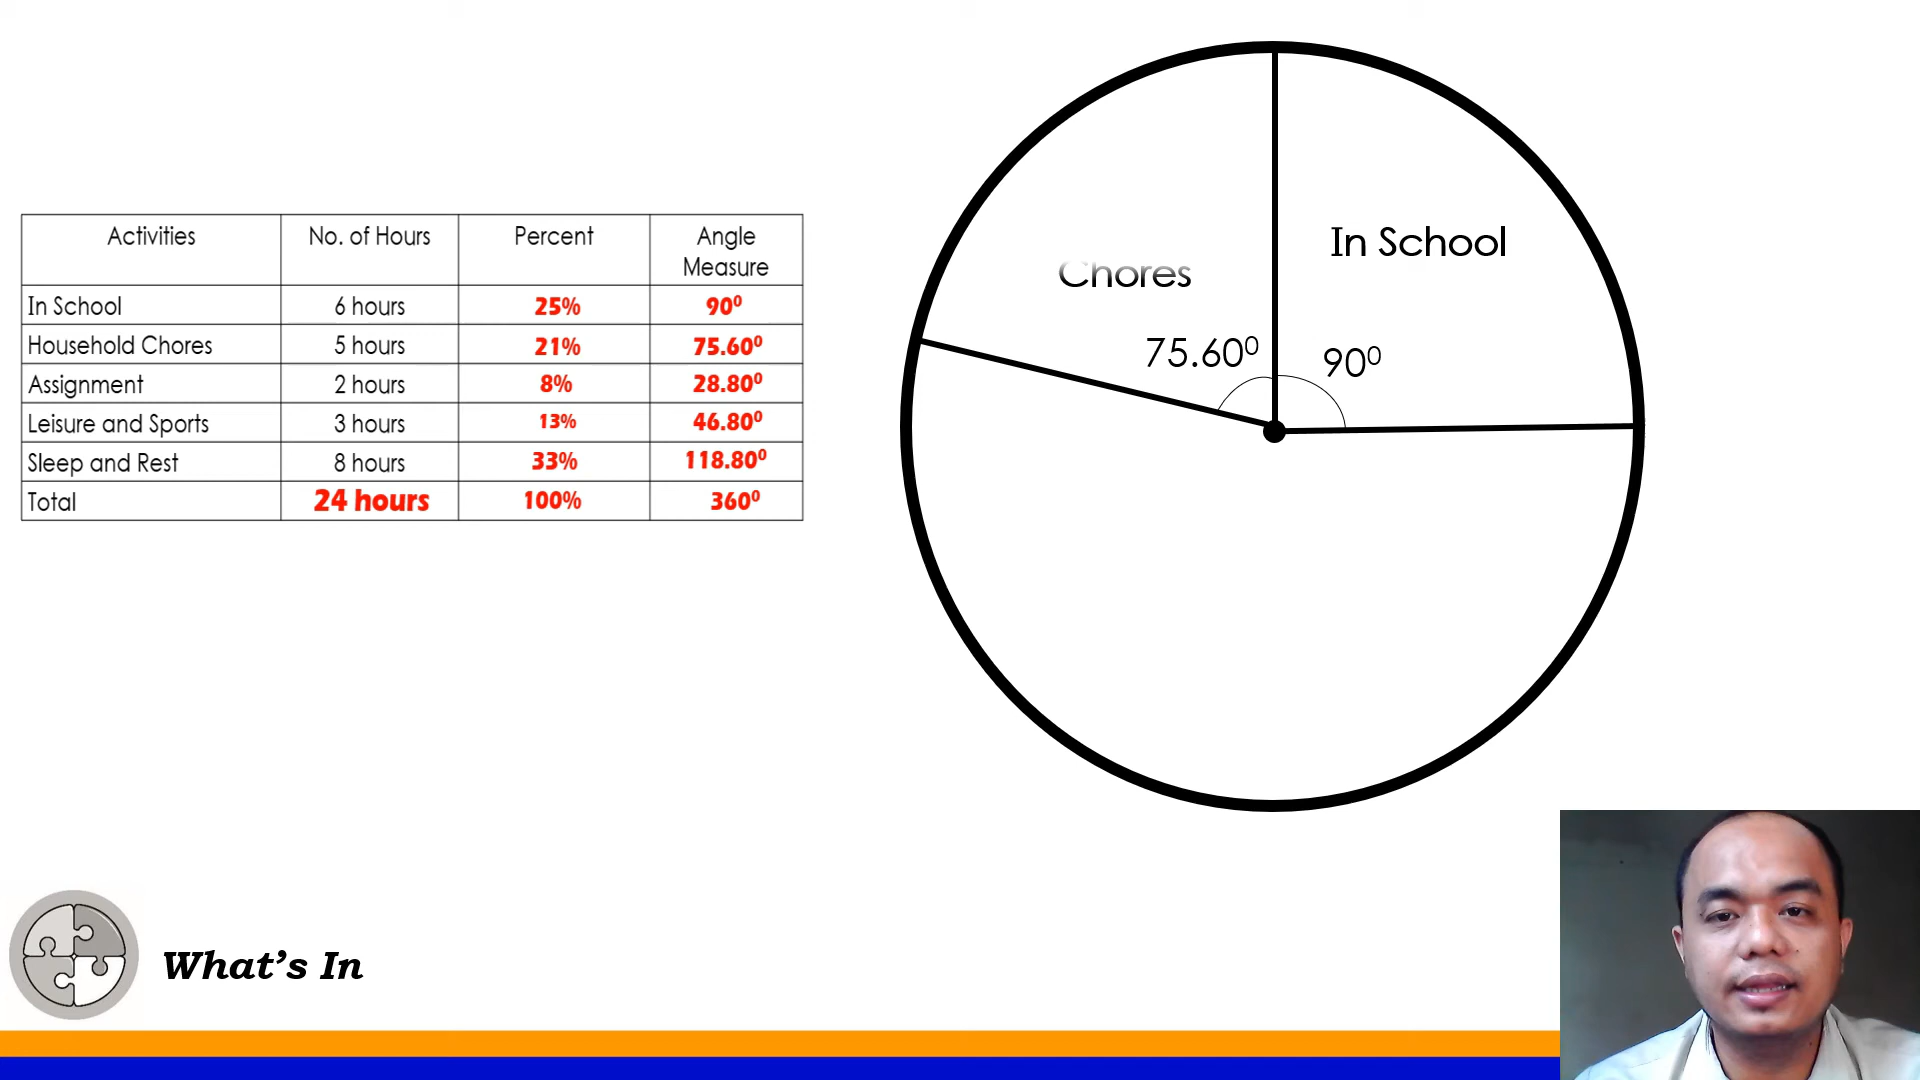 Activities No. of Hours Percent Angle Measure
In School 6 hours 25% 90⁰
Household Chores 5 hours 21% 75.60⁰
Assignment 2 hours 8% 28.80⁰
Leisure and Sports 3 hours 13% 46.80⁰
Sleep and Rest 8 hours 33% 118.80⁰
Total 24 hours 100% 360⁰
In School
Chores
75.60⁰
90⁰
What's In